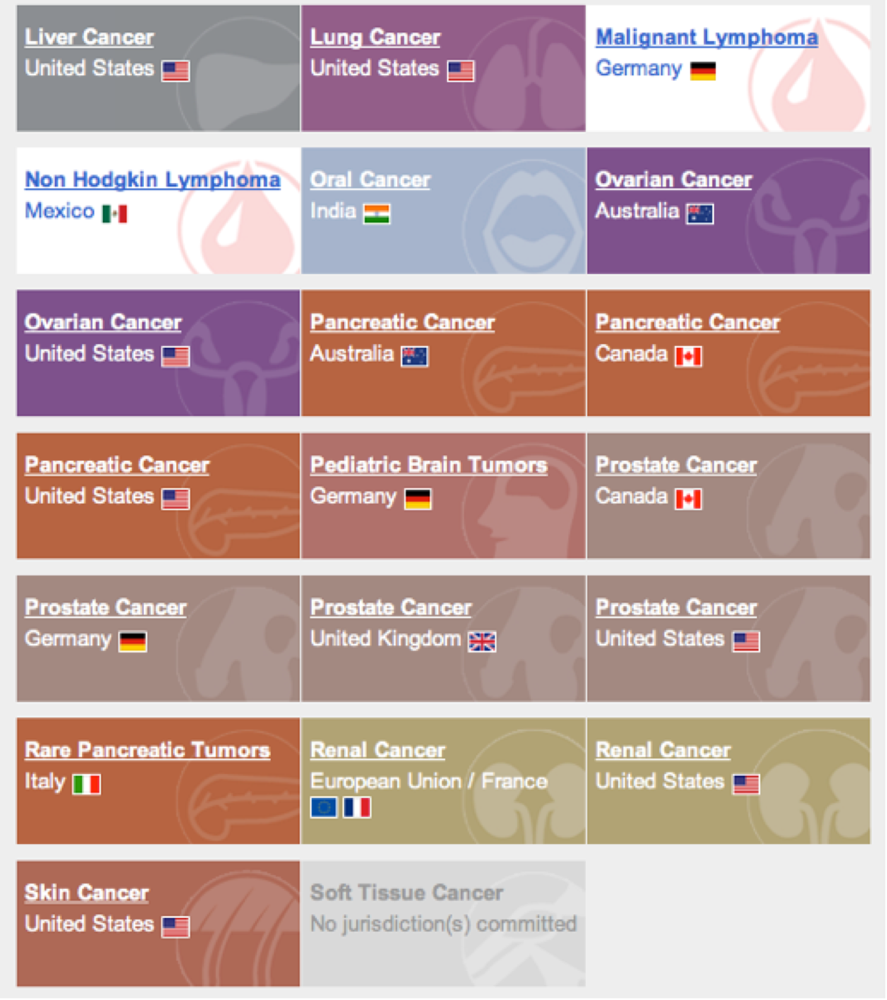 Liver Cancer
United States
Lung Cancer
United States
Malignant Lymphoma
Germany
Non Hodgkin Lymphoma
Mexico
Oral Cancer
India
Ovarian Cancer
Australia
Ovarian Cancer
United States
Pancreatic Cancer
Australia
Pancreatic Cancer
Canada
Pancreatic Cancer
United States
Pediatric Brain Tumors
Germany
Prostate Cancer
Canada
Prostate Cancer
Germany
Prostate Cancer
United Kingdom
Prostate Cancer
United States
Rare Pancreatic Tumors
Italy
Renal Cancer
European Union / France
Renal Cancer
United States
Skin Cancer
United States
Soft Tissue Cancer
No jurisdiction(s) committed